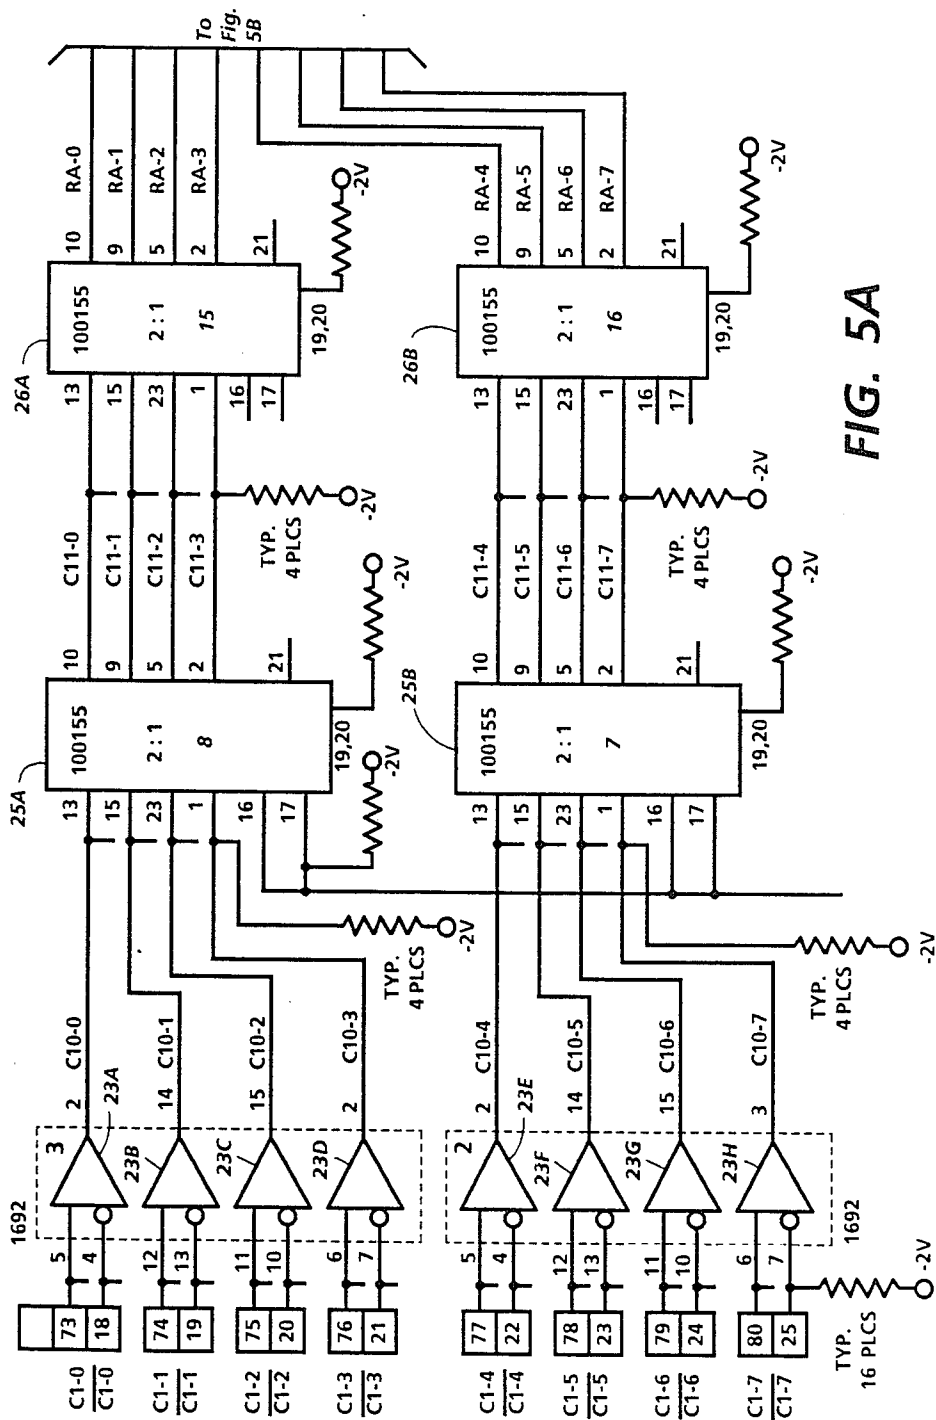 C1-0
C̅1̅-̅0̅
73
18
5
4
1692
3
23A
2
C10-0
C1-1
C̅1̅-̅1̅
74
19
12
13
23B
14
C10-1
C1-2
C̅1̅-̅2̅
75
20
11
10
23C
15
C10-2
C1-3
C̅1̅-̅3̅
76
21
6
7
23D
2
C10-3
TYP.
4 PLCS
-2V
25A
13
15
23
1
16
17
100155
2:1
8
10
9
5
2
21
19,20
-2V
-2V
C11-0
C11-1
C11-2
C11-3
TYP.
4 PLCS
-2V
26A
13
15
23
1
16
17
100155
2:1
15
10
9
5
2
21
19,20
-2V
RA-0
RA-1
RA-2
RA-3
To
Fig.
5B
C1-4
C̅1̅-̅4̅
77
22
5
4
2
23E
2
C10-4
C1-5
C̅1̅-̅5̅
78
23
12
13
23F
14
C10-5
C1-6
C̅1̅-̅6̅
79
24
11
10
23G
15
C10-6
C1-7
C̅1̅-̅7̅
80
25
6
7
23H
3
C10-7
1692
TYP.
16 PLCS
-2V
TYP.
4 PLCS
-2V
25B
13
15
23
1
16
17
100155
2:1
7
10
9
5
2
21
19,20
-2V
C11-4
C11-5
C11-6
C11-7
TYP.
4 PLCS
-2V
26B
13
15
23
1
16
17
100155
2:1
16
10
9
5
2
21
19,20
-2V
RA-4
RA-5
RA-6
RA-7
FIG. 5A